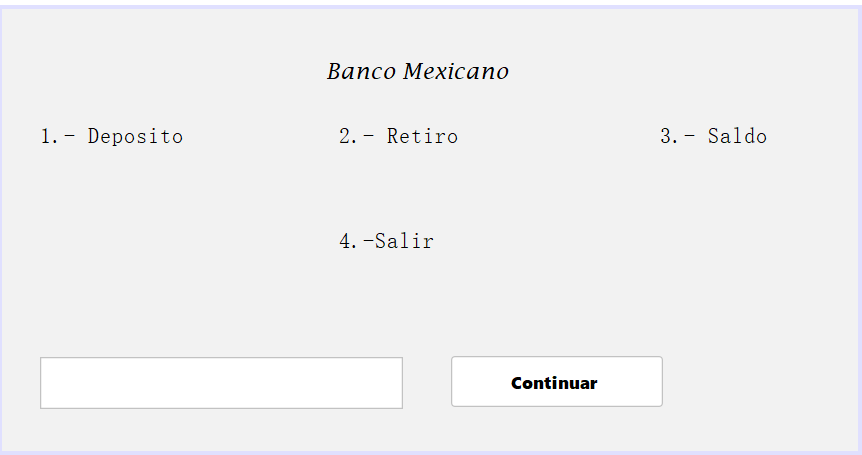 Banco Mexicano
1.- Deposito 2.- Retiro 3.- Saldo
4.-Salir
Continuar